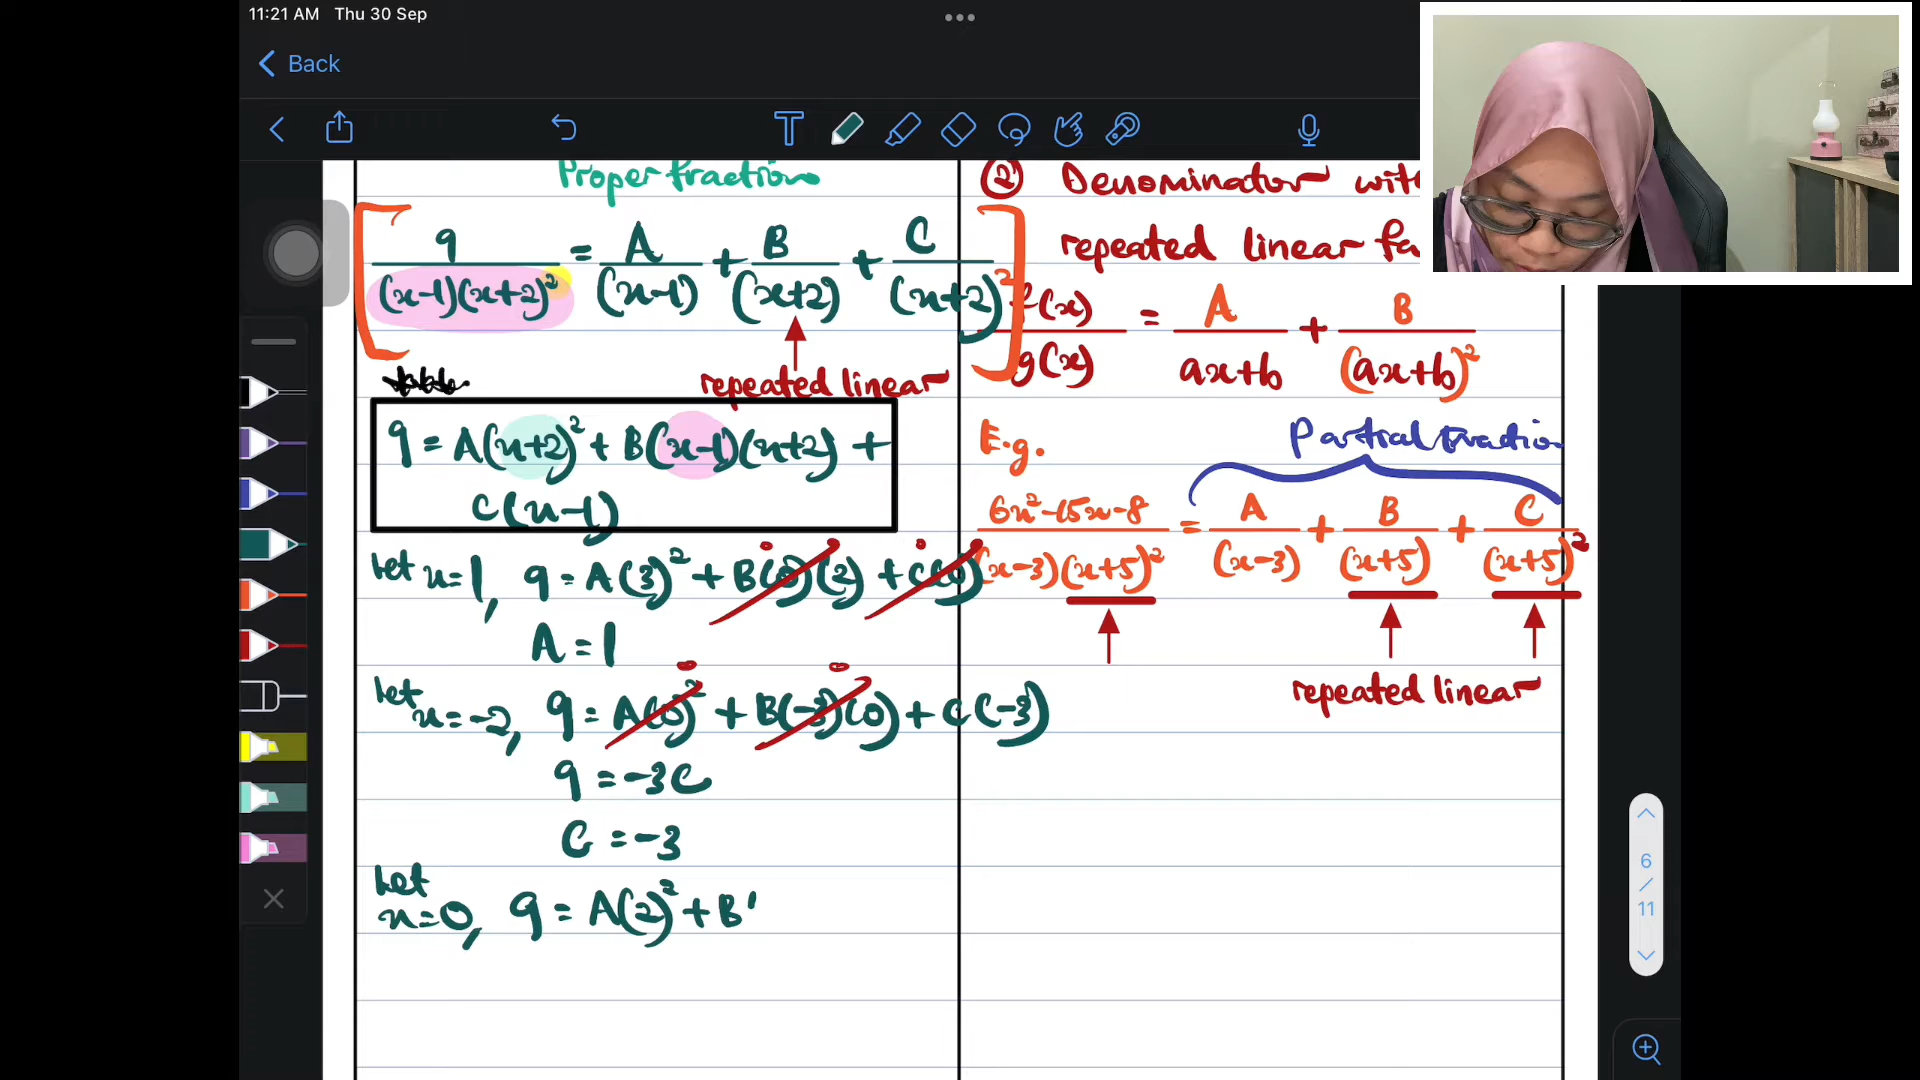 11:21 AM Thu 30 Sep
Back
Proper fraction
9/(x-1)(x+2)² = A/(x-1) + B/(x+2) + C/(x+2)²
repeated linear
9 = A(x+2)² + B(x-1)(x+2) +
C(x-1)
Let x=1, 9 = A(3)² + B(0)(2) + C(0)
A = 1
Let x=-2, 9 = A(0)² + B(-3)(0) + C(-3)
9 = -3C
C = -3
Let x=0, 9 = A(2)² + B
② Denominator with
repeated linear fa
f(x)/g(x) = A/ax+b + B/(ax+b)²
E.g.
Partial Fraction
6x²-15x-8/(x-3)(x+5)² = A/(x-3) + B/(x+5) + C/(x+5)²
repeated linear
6
/
11